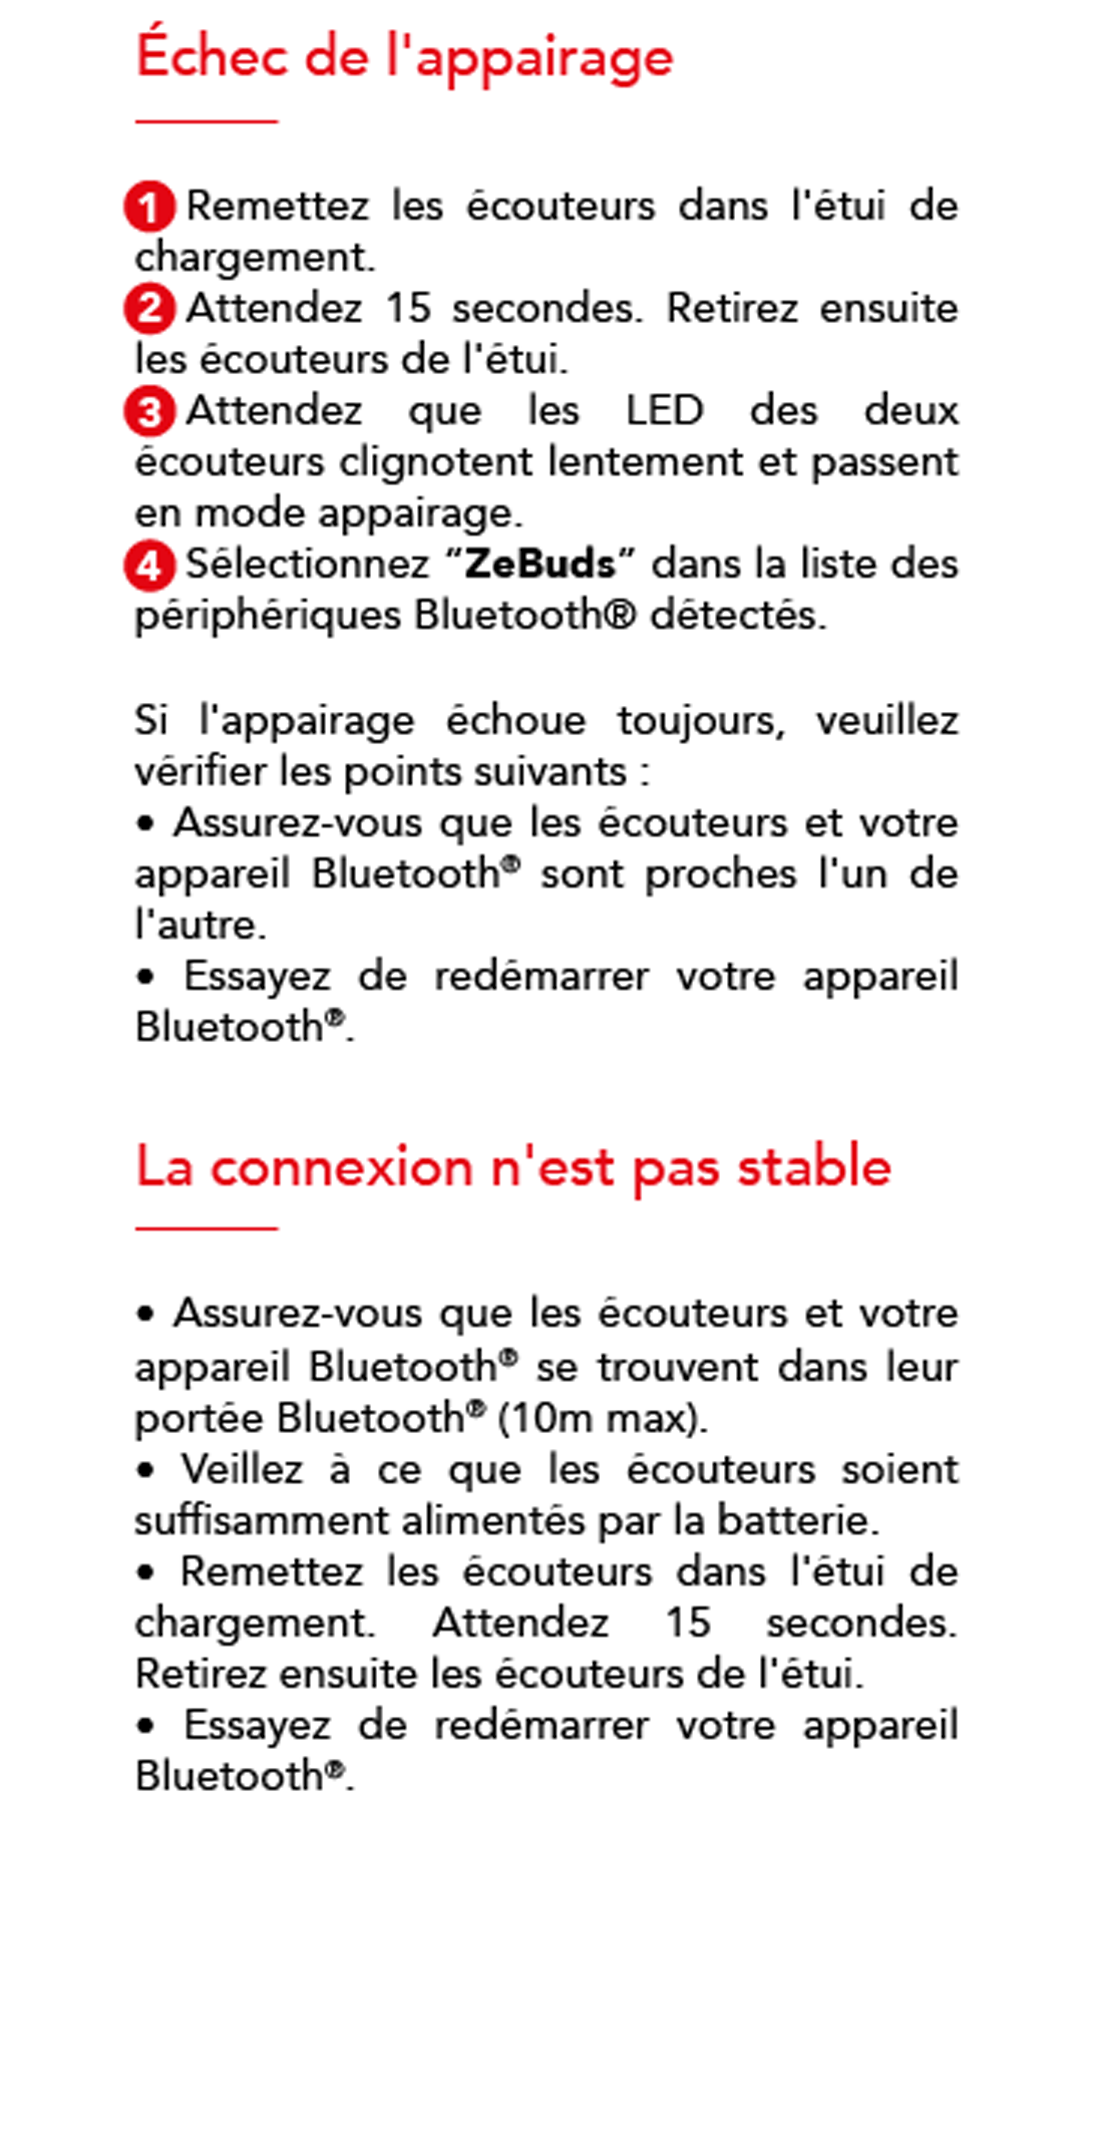 Échec de l'appairage
1 Remettez les écouteurs dans l'étui de
chargement.
2 Attendez 15 secondes. Retirez ensuite
les écouteurs de l'étui.
3 Attendez que les LED des deux
écouteurs clignotent lentement et passent
en mode appairage.
4 Sélectionnez “ZeBuds” dans la liste des
périphériques Bluetooth® détectés.
Si l'appairage échoue toujours, veuillez
vérifier les points suivants :
• Assurez-vous que les écouteurs et votre
appareil Bluetooth® sont proches l'un de
l'autre.
• Essayez de redémarrer votre appareil
Bluetooth®.
La connexion n'est pas stable
• Assurez-vous que les écouteurs et votre
appareil Bluetooth® se trouvent dans leur
portée Bluetooth® (10m max).
• Veillez à ce que les écouteurs soient
suffisamment alimentés par la batterie.
• Remettez les écouteurs dans l'étui de
chargement. Attendez 15 secondes.
Retirez ensuite les écouteurs de l'étui.
• Essayez de redémarrer votre appareil
Bluetooth®.